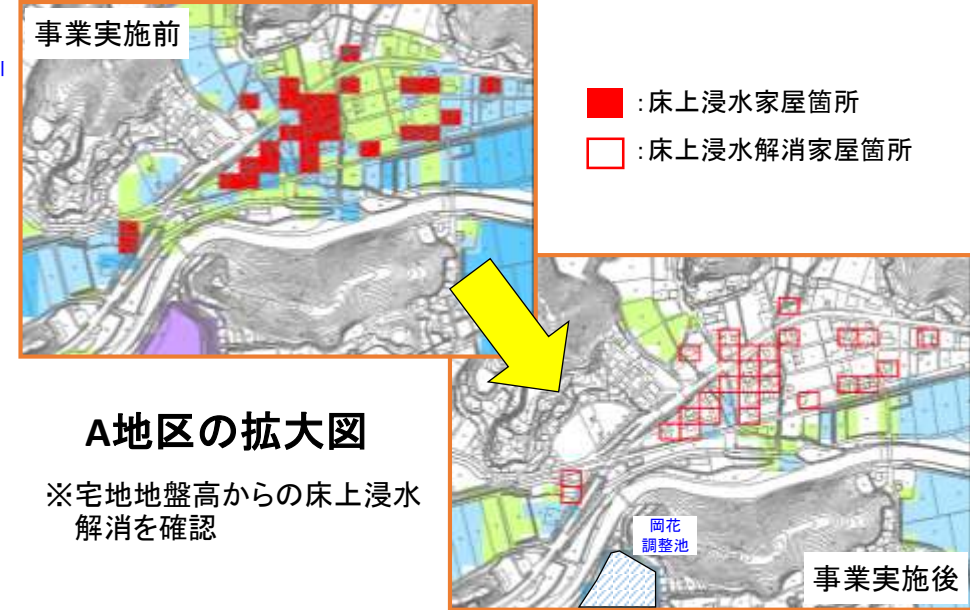 事業実施前
:床上浸水家屋箇所
:床上浸水解消家屋箇所
A地区の拡大図
※宅地地盤高からの床上浸水
解消を確認
岡花
調整池
事業実施後